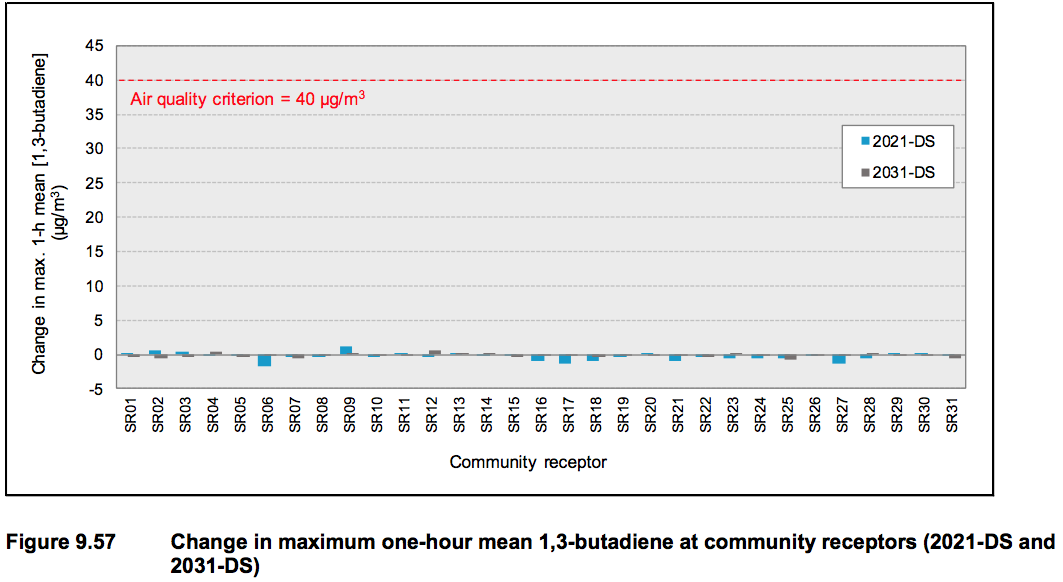 45
40
Air quality criterion = 40 µg/m³
35
30
2021-DS
25
2031-DS
20
15
10
5
0
-5
Change in max. 1-h mean [1,3-butadiene]
(µg/m³)
SR01
SR02
SR03
SR04
SR05
SR06
SR07
SR08
SR09
SR10
SR11
SR12
SR13
SR14
SR15
SR16
SR17
SR18
SR19
SR20
SR21
SR22
SR23
SR24
SR25
SR26
SR27
SR28
SR29
SR30
SR31
Community receptor
Figure 9.57 Change in maximum one-hour mean 1,3-butadiene at community receptors (2021-DS and
2031-DS)